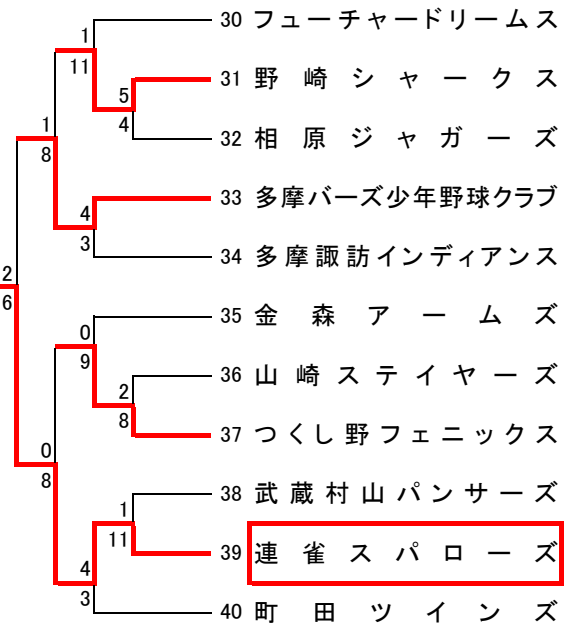 30 フューチャードリームス
1
11
31 野崎シャークス
5
4
32 相原ジャガーズ
1
8
33 多摩バーズ少年野球クラブ
4
3
34 多摩諏訪インディアンス
2
6
35 金森アームズ
0
9
36 山崎ステイヤーズ
2
8
37 つくし野フェニックス
0
8
38 武蔵村山パンサーズ
1
11
39 連雀スパローズ
4
3
40 町田ツインズ